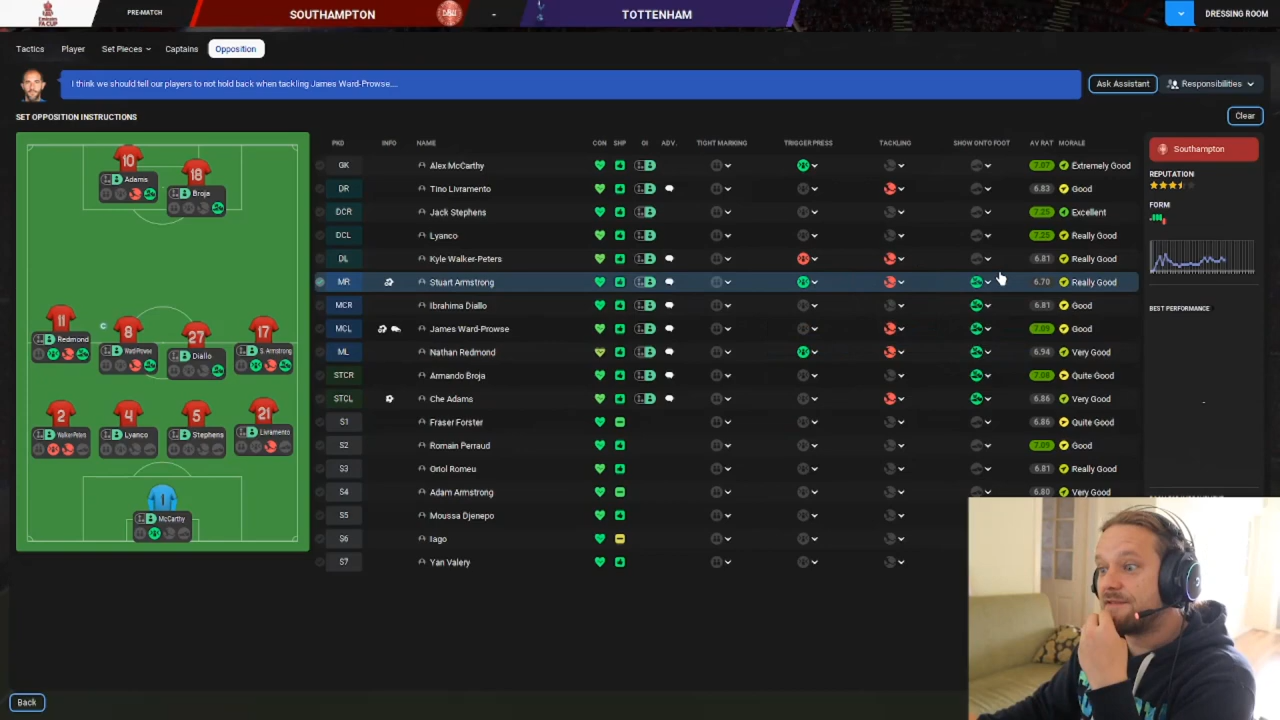 Emirates
FA CUP
PRE-MATCH
SOUTHAMPTON
-
TOTTENHAM
DRESSING ROOM
Tactics Player Set Pieces Captains Opposition
I think we should tell our players to not hold back when tackling James Ward-Prowse....
Ask Assistant Responsibilities
SET OPPOSITION INSTRUCTIONS
Clear
PKD INFO NAME CON SHP GI ADV. TIGHT MARKING TRIGGER PRESS TACKLING SHOW ONTO FOOT AV RAT MORALE
GK Alex McCarthy 7.07 Extremely Good
DR Tino Livramento 6.83 Good
DCR Jack Stephens 7.25 Excellent
DCL Lyanco 7.25 Really Good
DL Kyle Walker-Peters 6.81 Really Good
MR Stuart Armstrong 6.70 Really Good
MCR Ibrahima Diallo 6.81 Good
MCL James Ward-Prowse 7.09 Good
ML Nathan Redmond 6.94 Very Good
STCR Armando Broja 7.08 Quite Good
STCL Che Adams 6.86 Very Good
S1 Fraser Forster 6.86 Quite Good
S2 Romain Perraud 7.09 Good
S3 Oriol Romeu 6.81 Really Good
S4 Adam Armstrong 6.80 Very Good
S5 Moussa Djenepo
S6 Iago
S7 Yan Valery
10
Adams
18
Broja
11
Redmond
C
8
Ward-Prowse
27
Diallo
17
S. Armstrong
2
Walker-Peters
4
Lyanco
5
Stephens
21
Livramento
1
McCarthy
Southampton
REPUTATION:
FORM:
BEST PERFORMANCE:
-
Back